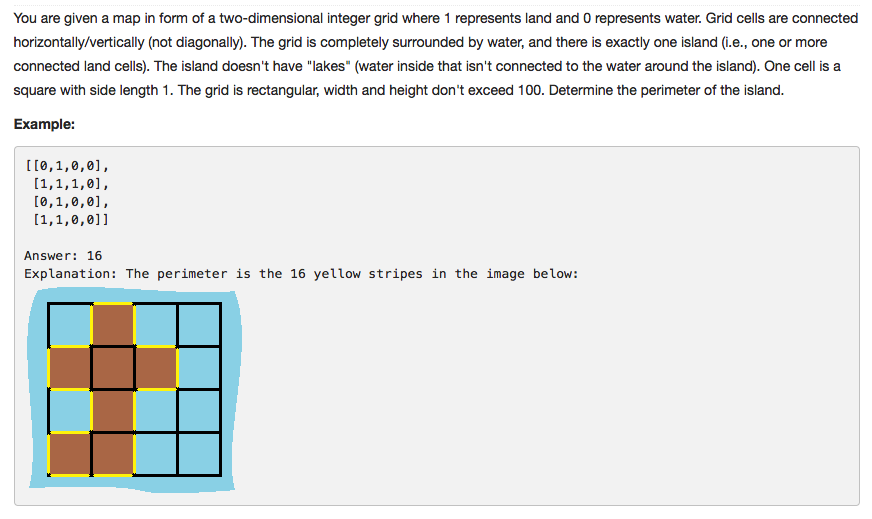 You are given a map in form of a two-dimensional integer grid where 1 represents land and 0 represents water. Grid cells are connected
horizontally/vertically (not diagonally). The grid is completely surrounded by water, and there is exactly one island (i.e., one or more
connected land cells). The island doesn't have "lakes" (water inside that isn't connected to the water around the island). One cell is a
square with side length 1. The grid is rectangular, width and height don't exceed 100. Determine the perimeter of the island.
Example:
[[0,1,0,0],
[1,1,1,0],
[0,1,0,0],
[1,1,0,0]]
Answer: 16
Explanation: The perimeter is the 16 yellow stripes in the image below: